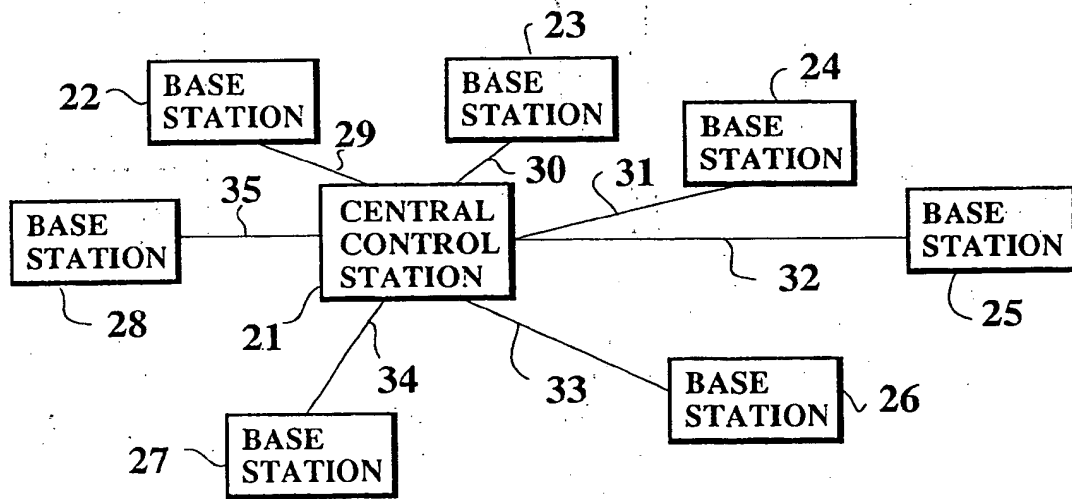 23
22
BASE
STATION
BASE
STATION
24
BASE
STATION
29
30
31
35
BASE
STATION
CENTRAL
CONTROL
STATION
BASE
STATION
32
28
21
25
34
33
BASE
STATION
26
27
BASE
STATION